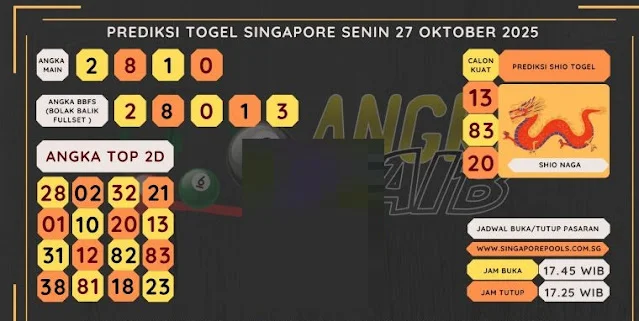 PREDIKSI TOGEL SINGAPORE SENIN 27 OKTOBER 2025
ANGKA
MAIN
2 8 1 0
ANGKA BBFS
(BOLAK BALIK
FULLSET )
2 8 0 1 3
ANGKA TOP 2D
28 02 32 21
01 10 20 13
31 12 82 83
38 81 18 23
6
ANGK
AIB
CALON
KUAT
PREDIKSI SHIO TOGEL
13
83
20
SHIO NAGA
JADWAL BUKA/TUTUP PASARAN
WWW.SINGAPOREPOOLS.COM.SG
JAM BUKA 17.45 WIB
JAM TUTUP 17.25 WIB